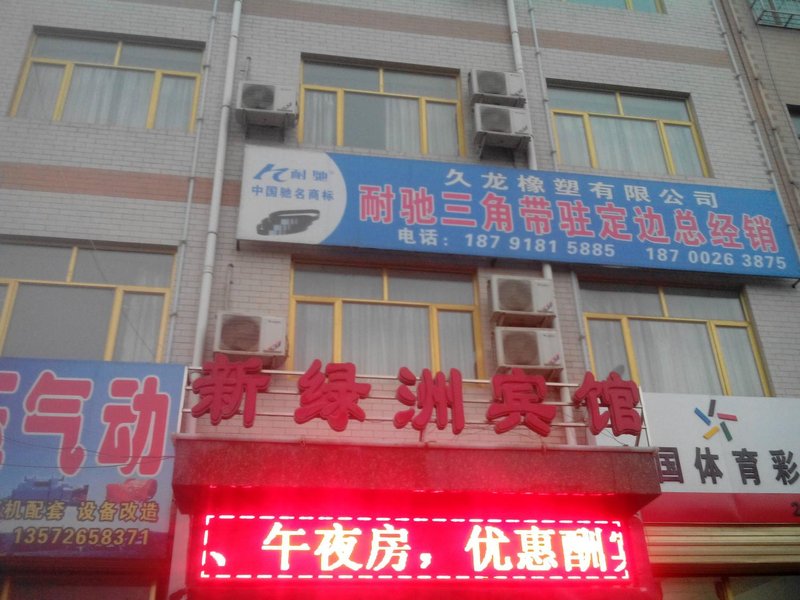 耐驰
中国驰名商标
久龙橡塑有限公司
耐驰三角带驻定边总经销
电话：187 9181 5885 187 0026 3875
新绿洲宾馆
气动
机配套 设备改造
13572658371
国体育彩
、午夜房，优惠酬